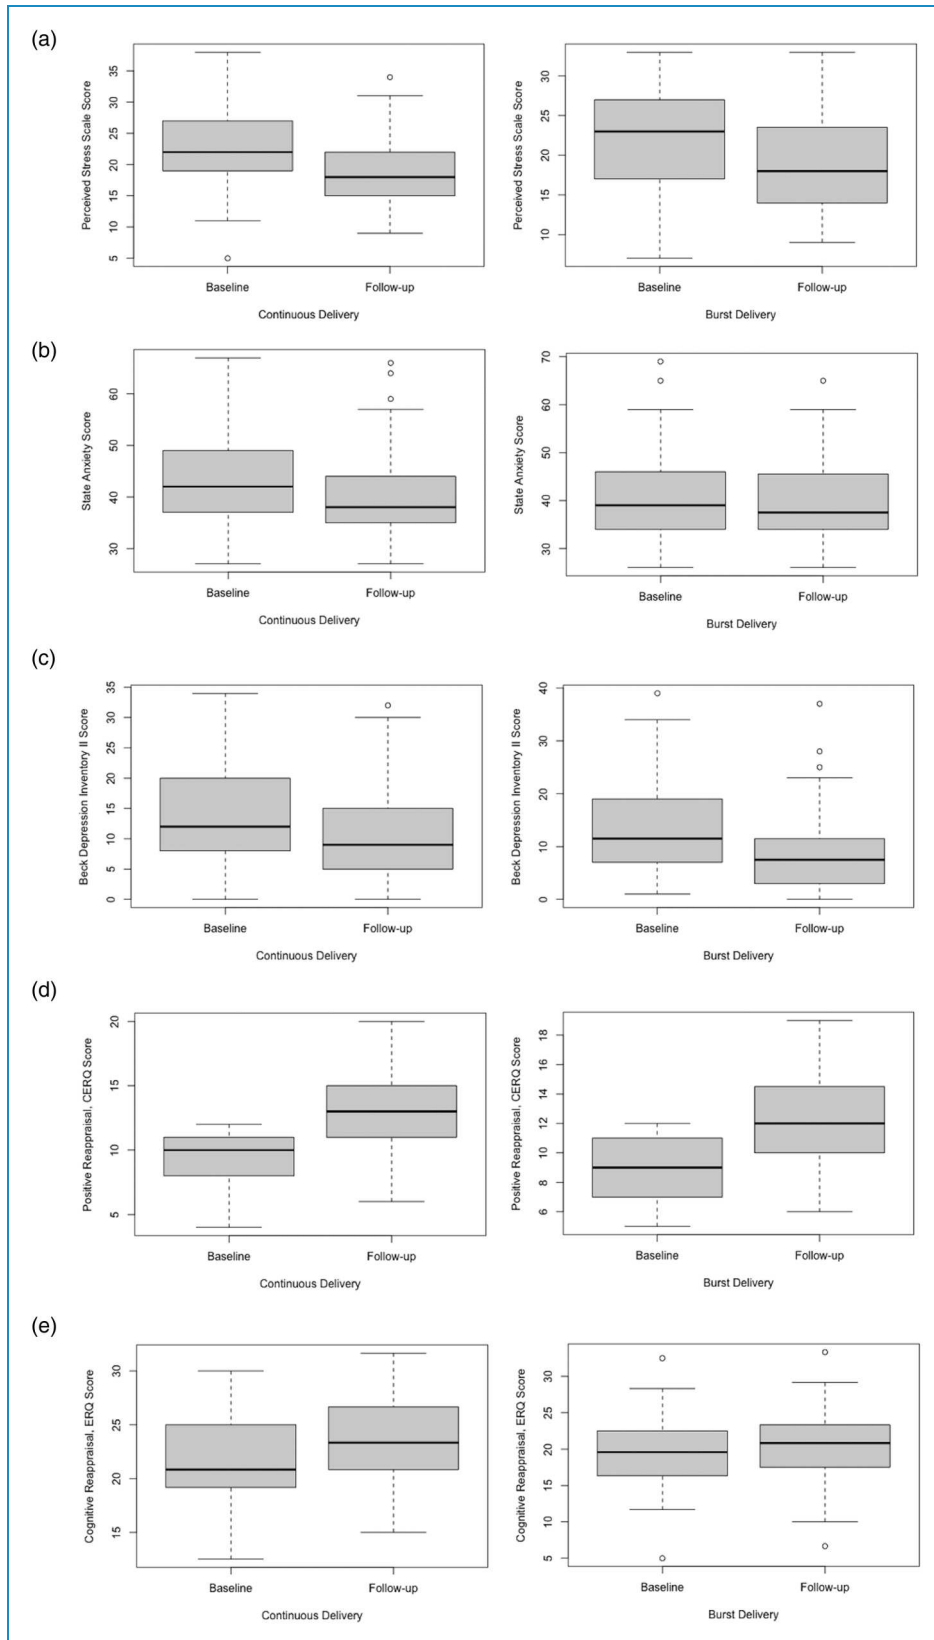 (a)
Perceived Stress Scale Score
35
30
25
20
15
10
5
Baseline
Follow-up
Continuous Delivery
Perceived Stress Scale Score
30
25
20
15
10
Baseline
Follow-up
Burst Delivery
(b)
State Anxiety Score
60
50
40
30
Baseline
Follow-up
Continuous Delivery
State Anxiety Score
70
60
50
40
30
Baseline
Follow-up
Burst Delivery
(c)
Beck Depression Inventory II Score
35
30
25
20
15
10
5
0
Baseline
Follow-up
Continuous Delivery
Beck Depression Inventory II Score
40
30
20
10
0
Baseline
Follow-up
Burst Delivery
(d)
Positive Reappraisal, CERQ Score
20
15
10
5
Baseline
Follow-up
Continuous Delivery
Positive Reappraisal, CERQ Score
18
16
14
12
10
8
6
Baseline
Follow-up
Burst Delivery
(e)
Cognitive Reappraisal, ERQ Score
30
25
20
15
Baseline
Follow-up
Continuous Delivery
Cognitive Reappraisal, ERQ Score
30
25
20
15
10
5
Baseline
Follow-up
Burst Delivery